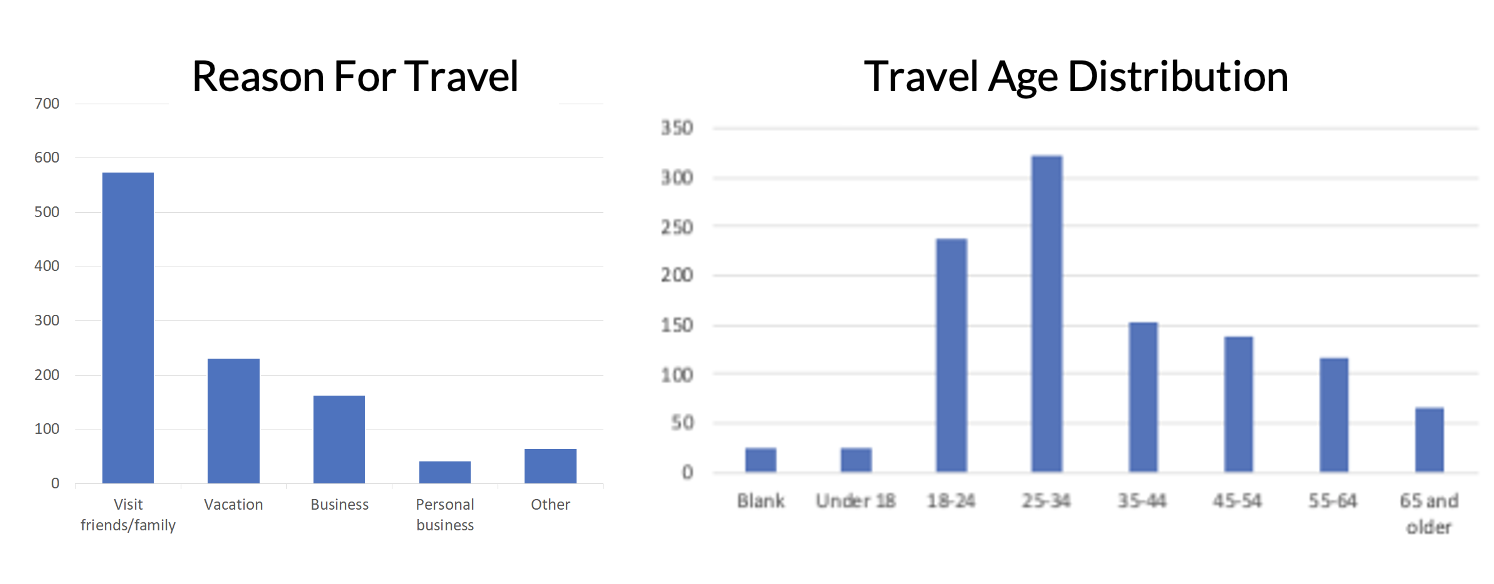 Reason For Travel
700
600
500
400
300
200
100
0
Visit
friends/family
Vacation
Business
Personal
business
Other
Travel Age Distribution
350
300
250
200
150
100
50
0
Blank
Under 18
18-24
25-34
35-44
45-54
55-64
65 and
older